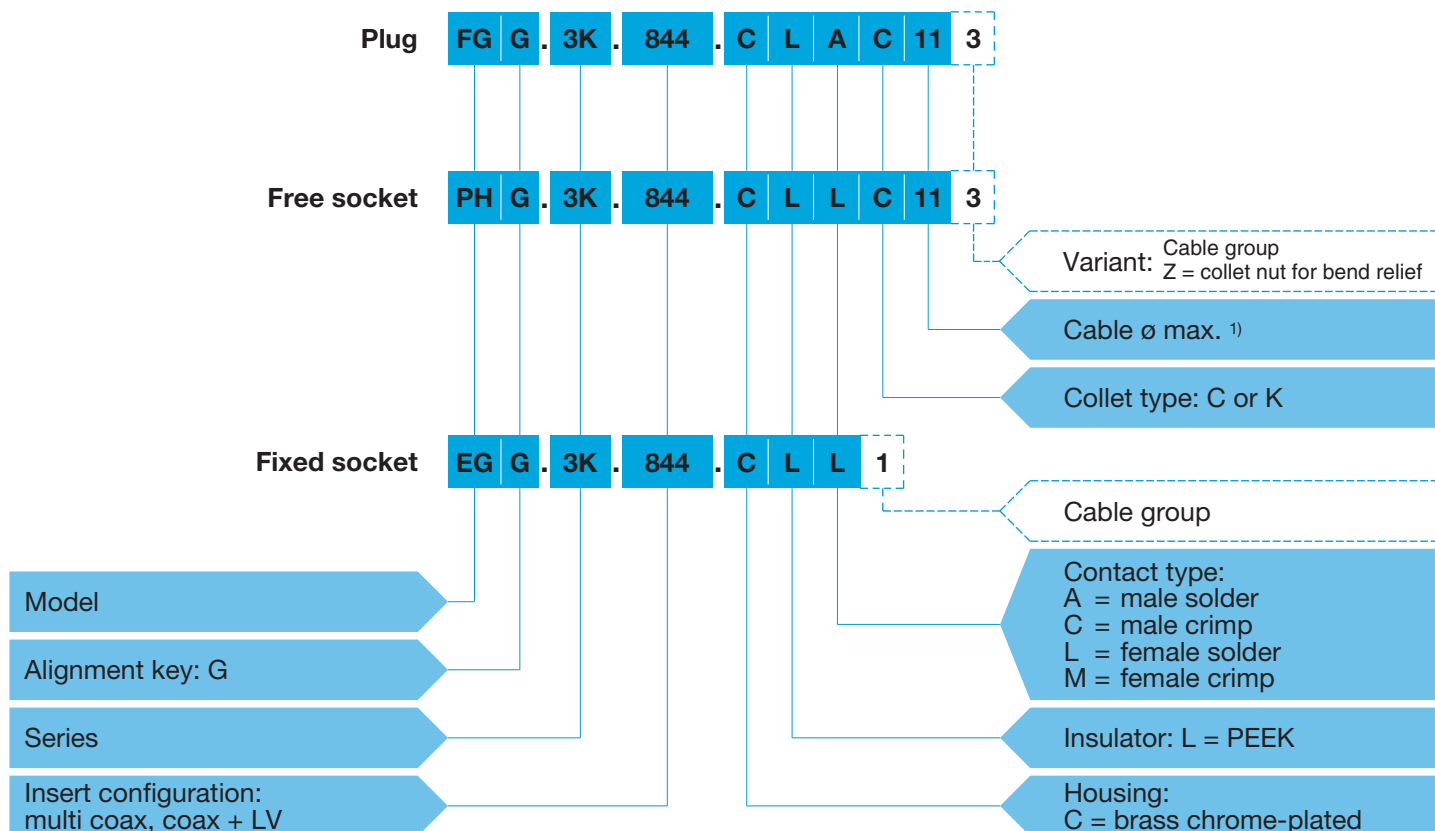 Plug FG G . 3K . 844 . C L A C 11 3
Free socket PH G . 3K . 844 . C L L C 11 3
Variant: Cable group
Z = collet nut for bend relief
Cable ø max. 1)
Collet type: C or K
Fixed socket EG G . 3K . 844 . C L L 1
Cable group
Contact type:
A = male solder
C = male crimp
L = female solder
M = female crimp
Model
Alignment key: G
Series
Insulator: L = PEEK
Insert configuration:
multi coax, coax + LV
Housing:
C = brass chrome-plated